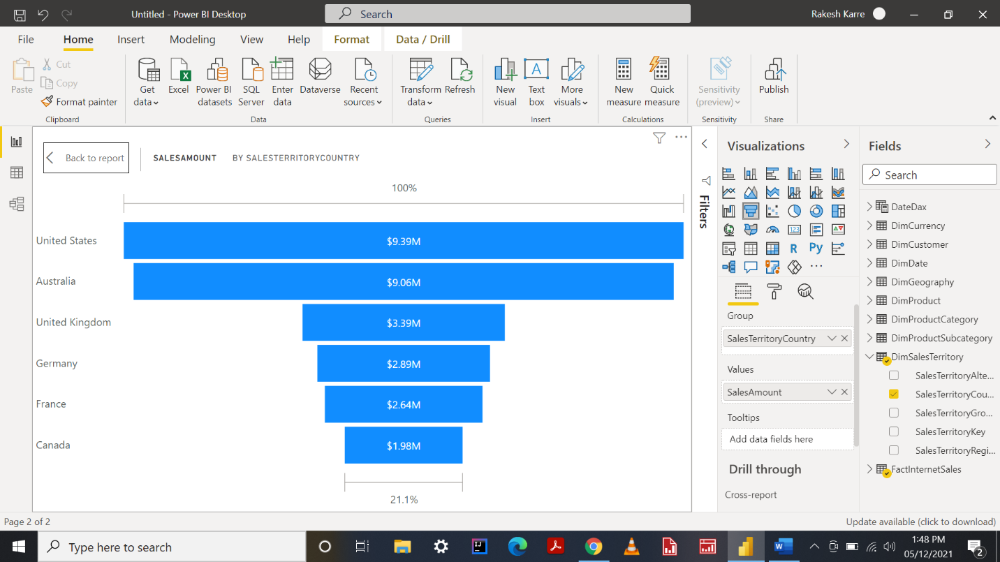 Untitled - Power BI Desktop
Search
Rakesh Karre
File Home Insert Modeling View Help Format Data / Drill
Paste
Cut
Copy
Format painter
Clipboard
Get data
Excel
Power BI datasets
SQL Server
Enter data
Dataverse
Recent sources
Data
Transform data
Refresh
Queries
New visual
Text box
More visuals
Insert
New measure
Quick measure
Calculations
Sensitivity (preview)
Sensitivity
Publish
Share
Back to report
SALESAMOUNT BY SALESTERRITORYCOUNTRY
100%
United States $9.39M
Australia $9.06M
United Kingdom $3.39M
Germany $2.89M
France $2.64M
Canada $1.98M
21.1%
Filters
Visualizations
123
R
Py
Group
SalesTerritoryCountry
Values
SalesAmount
Tooltips
Add data fields here
Drill through
Cross-report
Fields
Search
DateDax
DimCurrency
DimCustomer
DimDate
DimGeography
DimProduct
DimProductCategory
DimProductSubcategory
DimSalesTerritory
SalesTerritoryAlte...
SalesTerritoryCou...
SalesTerritoryGro...
SalesTerritoryKey
SalesTerritoryRegi...
FactInternetSales
Page 2 of 2
Update available (click to download)
Type here to search
1:48 PM
05/12/2021
2